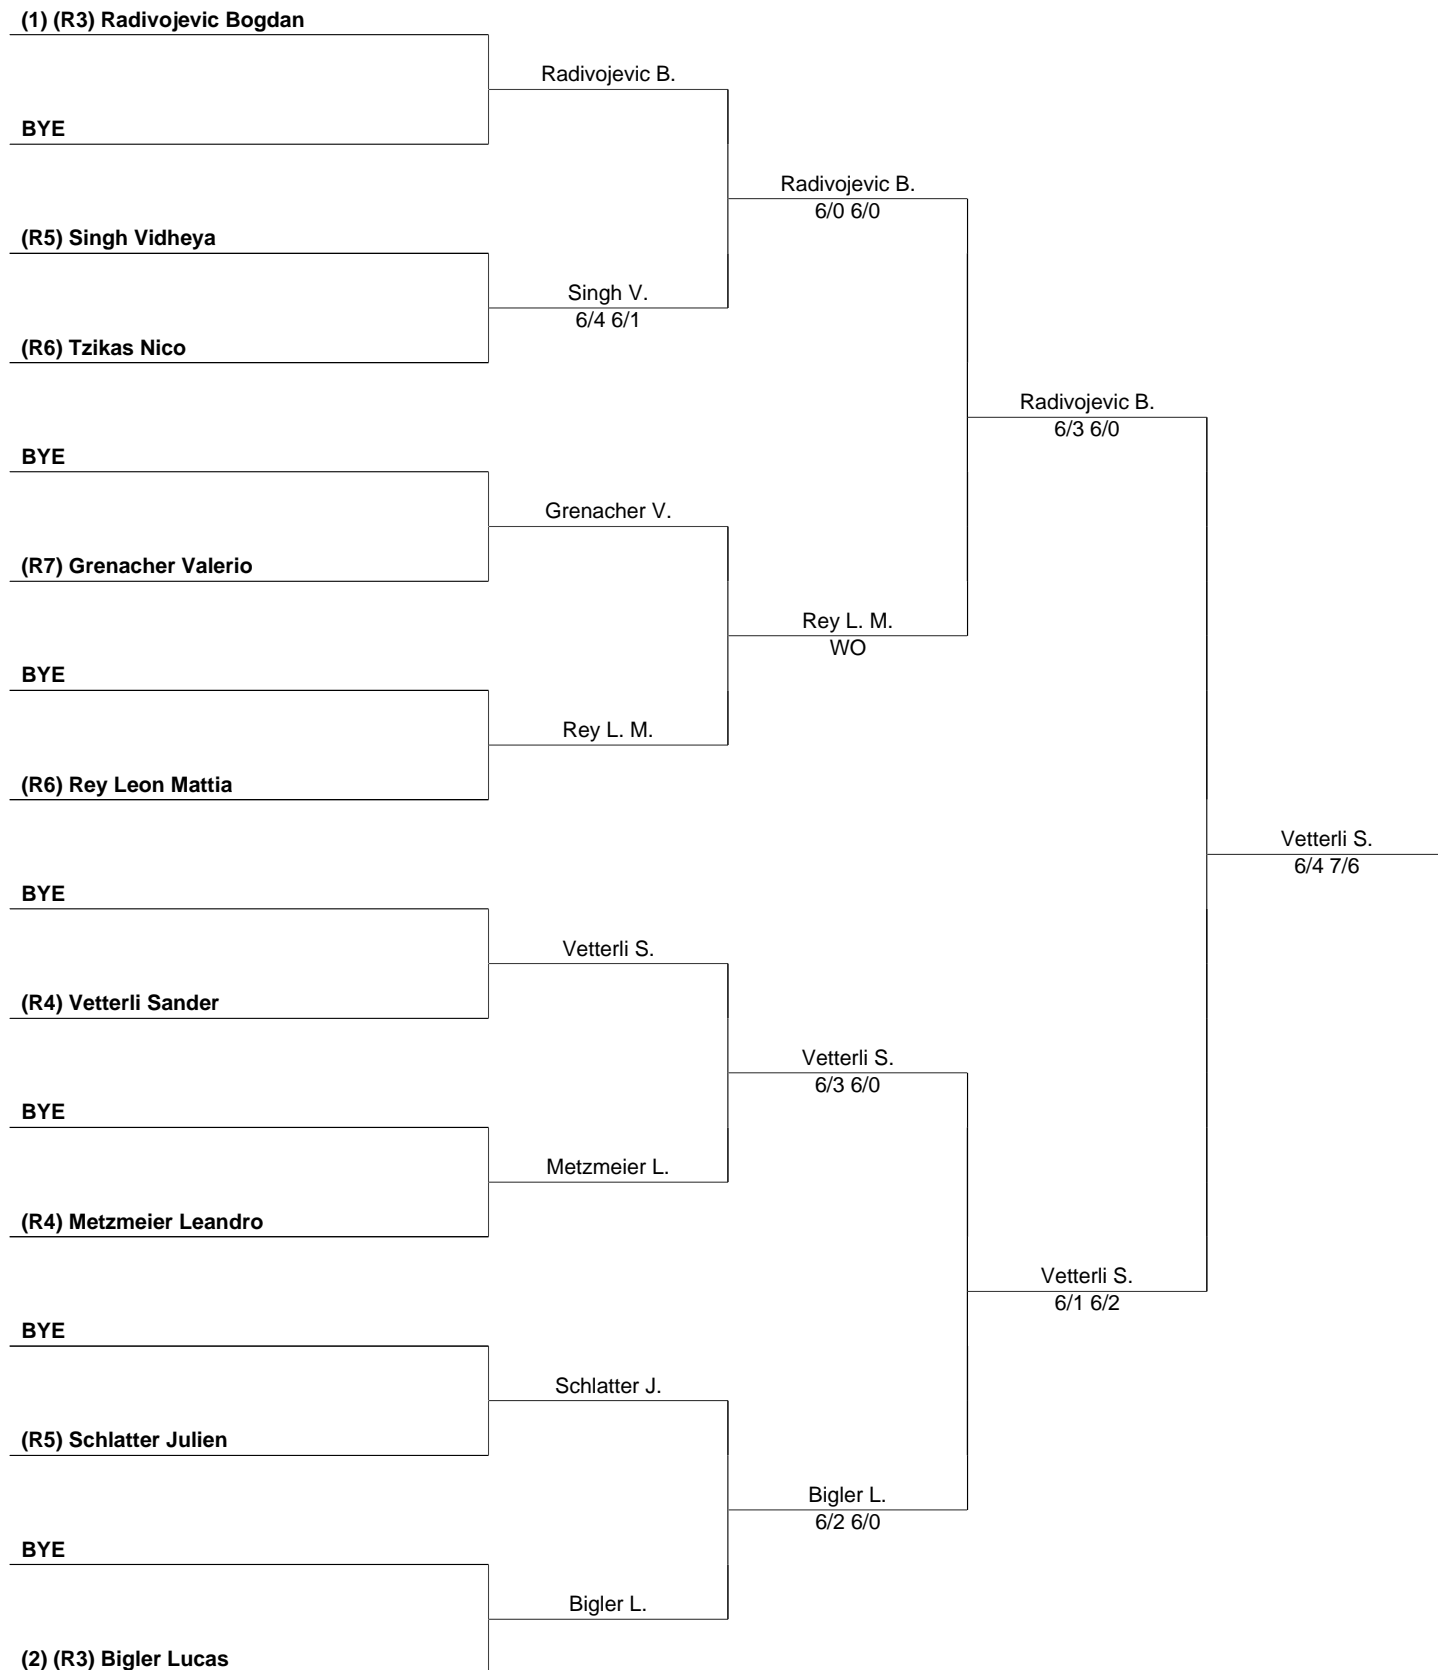 (1) (R3) Radivojevic Bogdan
Radivojevic B.
BYE
Radivojevic B.
6/0 6/0
(R5) Singh Vidheya
Singh V.
6/4 6/1
(R6) Tzikas Nico
Radivojevic B.
6/3 6/0
BYE
Grenacher V.
(R7) Grenacher Valerio
Rey L. M.
WO
BYE
Rey L. M.
(R6) Rey Leon Mattia
Vetterli S.
6/4 7/6
BYE
Vetterli S.
(R4) Vetterli Sander
Vetterli S.
6/3 6/0
BYE
Metzmeier L.
(R4) Metzmeier Leandro
Vetterli S.
6/1 6/2
BYE
Schlatter J.
(R5) Schlatter Julien
Bigler L.
6/2 6/0
BYE
Bigler L.
(2) (R3) Bigler Lucas